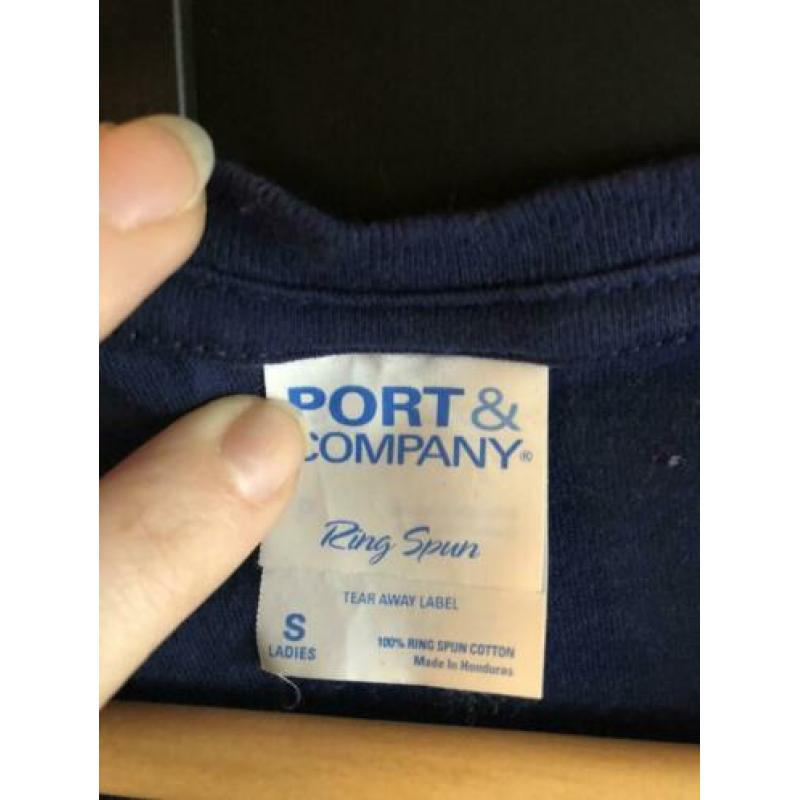 PORT &
COMPANY®
Ring Spun
TEAR AWAY LABEL
S
LADIES
100% RING SPUN COTTON
Made In Honduras